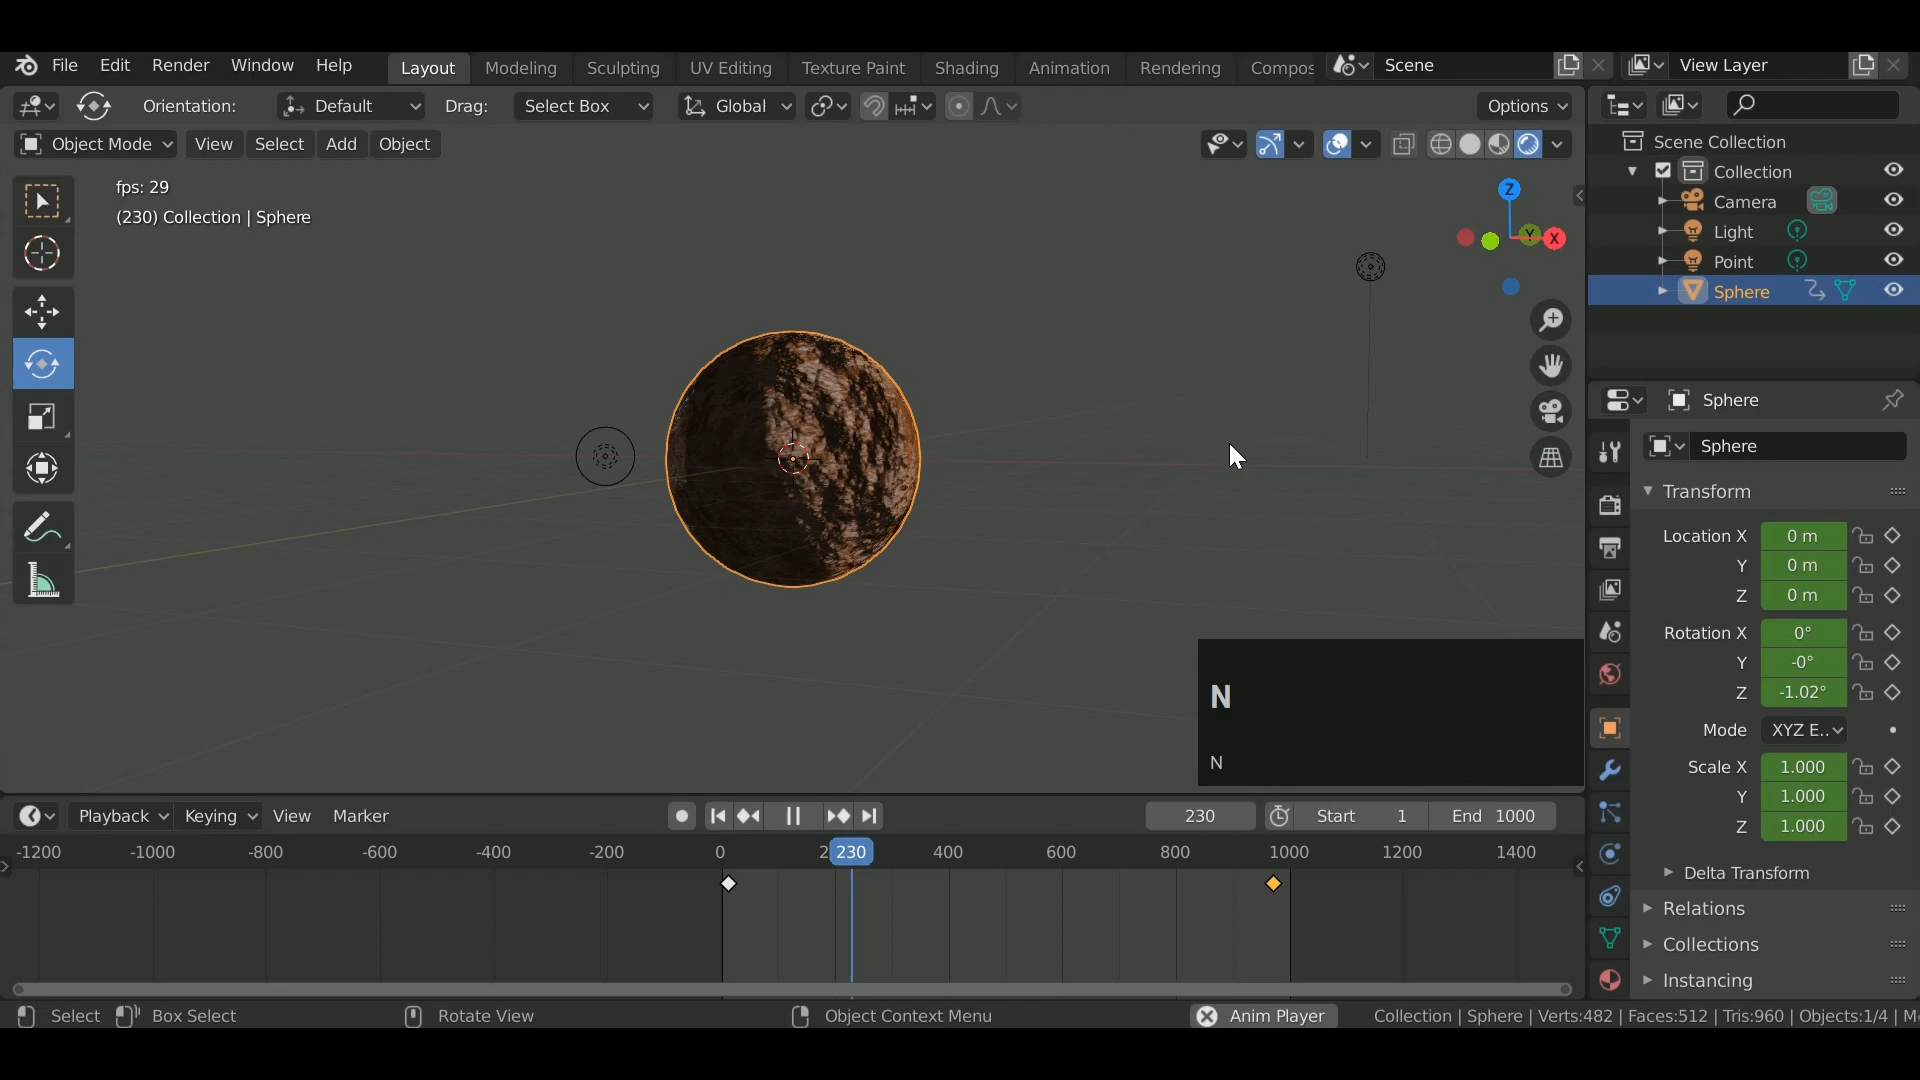 File Edit Render Window Help Layout Modeling Sculpting UV Editing Texture Paint Shading Animation Rendering Compos Scene View Layer
Orientation: Default Drag: Select Box Global Options
Object Mode View Select Add Object
fps: 29
(230) Collection | Sphere
Z
Y
X
N
N
Scene Collection
Collection
Camera
Light
Point
Sphere
Sphere
Sphere
Transform
Location X 0 m
Y 0 m
Z 0 m
Rotation X 0°
Y -0°
Z -1.02°
Mode XYZ E..
Scale X 1.000
Y 1.000
Z 1.000
Delta Transform
Relations
Collections
Instancing
Playback Keying View Marker 230 Start 1 End 1000
-1200 -1000 -800 -600 -400 -200 0 2 230 400 600 800 1000 1200 1400
Select Box Select Rotate View Object Context Menu Anim Player Collection | Sphere | Verts:482 | Faces:512 | Tris:960 | Objects:1/4 | M